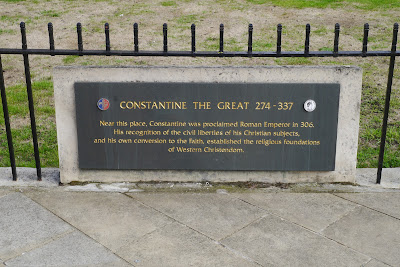 CONSTANTINE THE GREAT 274-337
Near this place, Constantine was proclaimed Roman Emperor in 306.
His recognition of the civil liberties of his Christian subjects,
and his own conversion to the Faith, established the religious foundations
of Western Christendom.